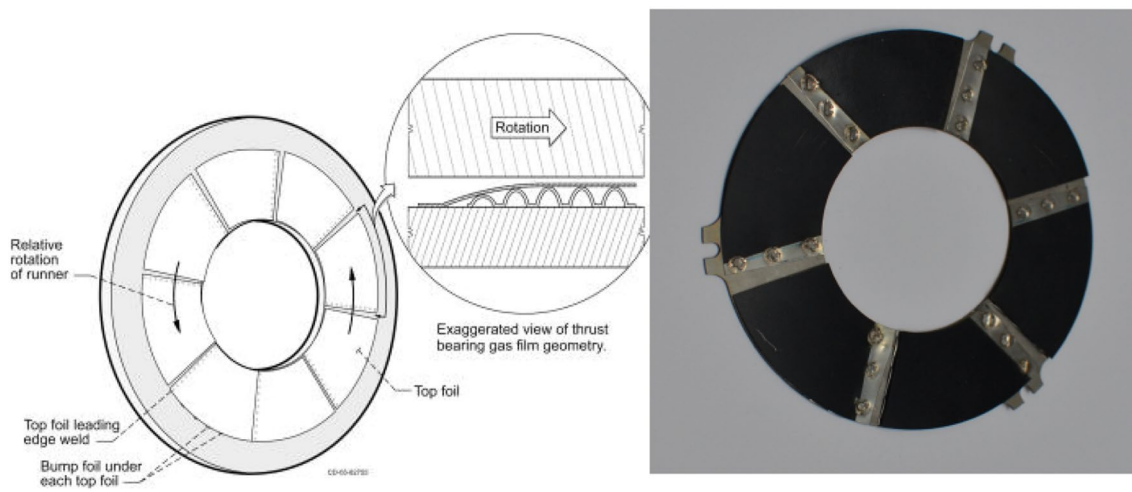 Rotation
Relative
rotation
of runner
Exaggerated view of thrust
bearing gas film geometry.
Top foil
Top foil leading
edge weld
Bump foil under
each top foil